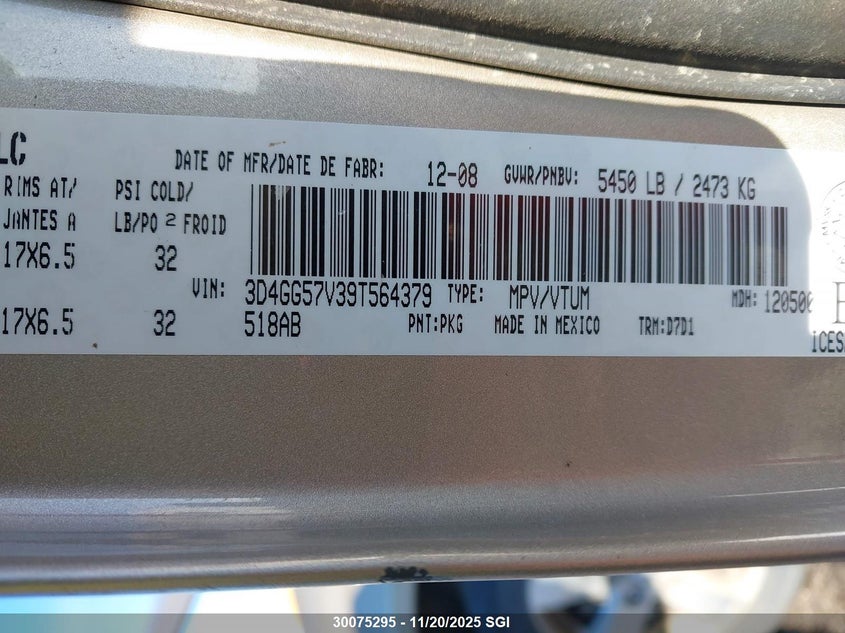 LC
DATE OF MFR/DATE DE FABR: 12-08 GVWR/PNBV: 5450 LB / 2473 KG
RIMS AT/ PSI COLD/
JANTES A LB/PO 2 FROID
17X6.5 32
VIN: 3D4GG57V39T564379 TYPE: MPV/VTUM MDH: 120500
17X6.5 32 518AB PNT:PKG MADE IN MEXICO TRM:D7D1
ICES
30075295 - 11/20/2025 SGI